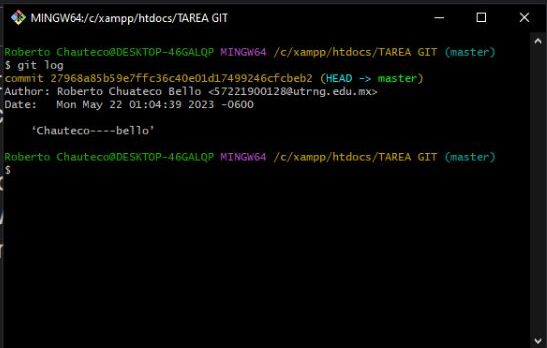 MINGW64:/c/xampp/htdocs/TAREA GIT
Roberto Chauteco@DESKTOP-46GALQP MINGW64 /c/xampp/htdocs/TAREA GIT (master)
$ git log
commit 27968a85b59e7ffc36c40e01d17499246cfcbeb2 (HEAD -> master)
Author: Roberto Chuateco Bello <57221900128@utrng.edu.mx>
Date:   Mon May 22 01:04:39 2023 -0600
‘Chauteco----bello’
Roberto Chauteco@DESKTOP-46GALQP MINGW64 /c/xampp/htdocs/TAREA GIT (master)
$